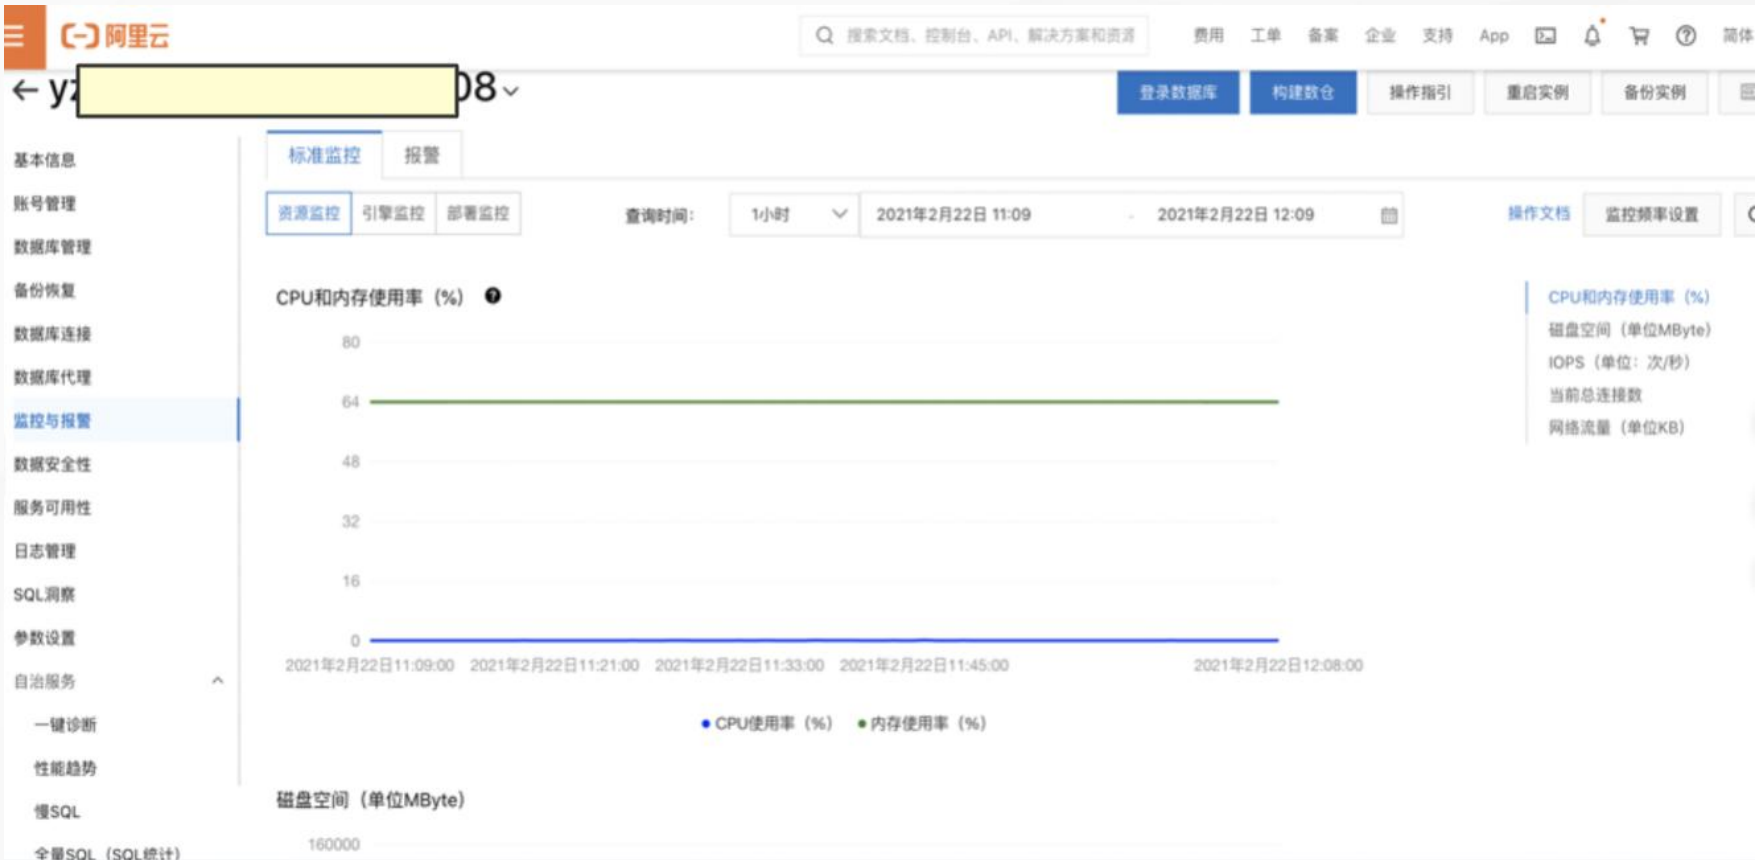 阿里云
搜索文档、控制台、API、解决方案和资源
费用 工单 备案 企业 支持 App 简体
08
登录数据库 构建数仓 操作指引 重启实例 备份实例
基本信息
账号管理
数据库管理
备份恢复
数据库连接
数据库代理
监控与报警
数据安全性
服务可用性
日志管理
SQL洞察
参数设置
自治服务
一键诊断
性能趋势
慢SQL
全量SQL（SQL统计）
标准监控 报警
资源监控 引擎监控 部署监控 查询时间： 1小时 2021年2月22日 11:09 - 2021年2月22日 12:09 操作文档 监控频率设置
CPU和内存使用率（%）
80
64
48
32
16
0
2021年2月22日11:09:00 2021年2月22日11:21:00 2021年2月22日11:33:00 2021年2月22日11:45:00 2021年2月22日12:08:00
CPU使用率（%） 内存使用率（%）
CPU和内存使用率（%）
磁盘空间（单位MByte）
IOPS（单位：次/秒）
当前总连接数
网络流量（单位KB）
磁盘空间（单位MByte）
160000